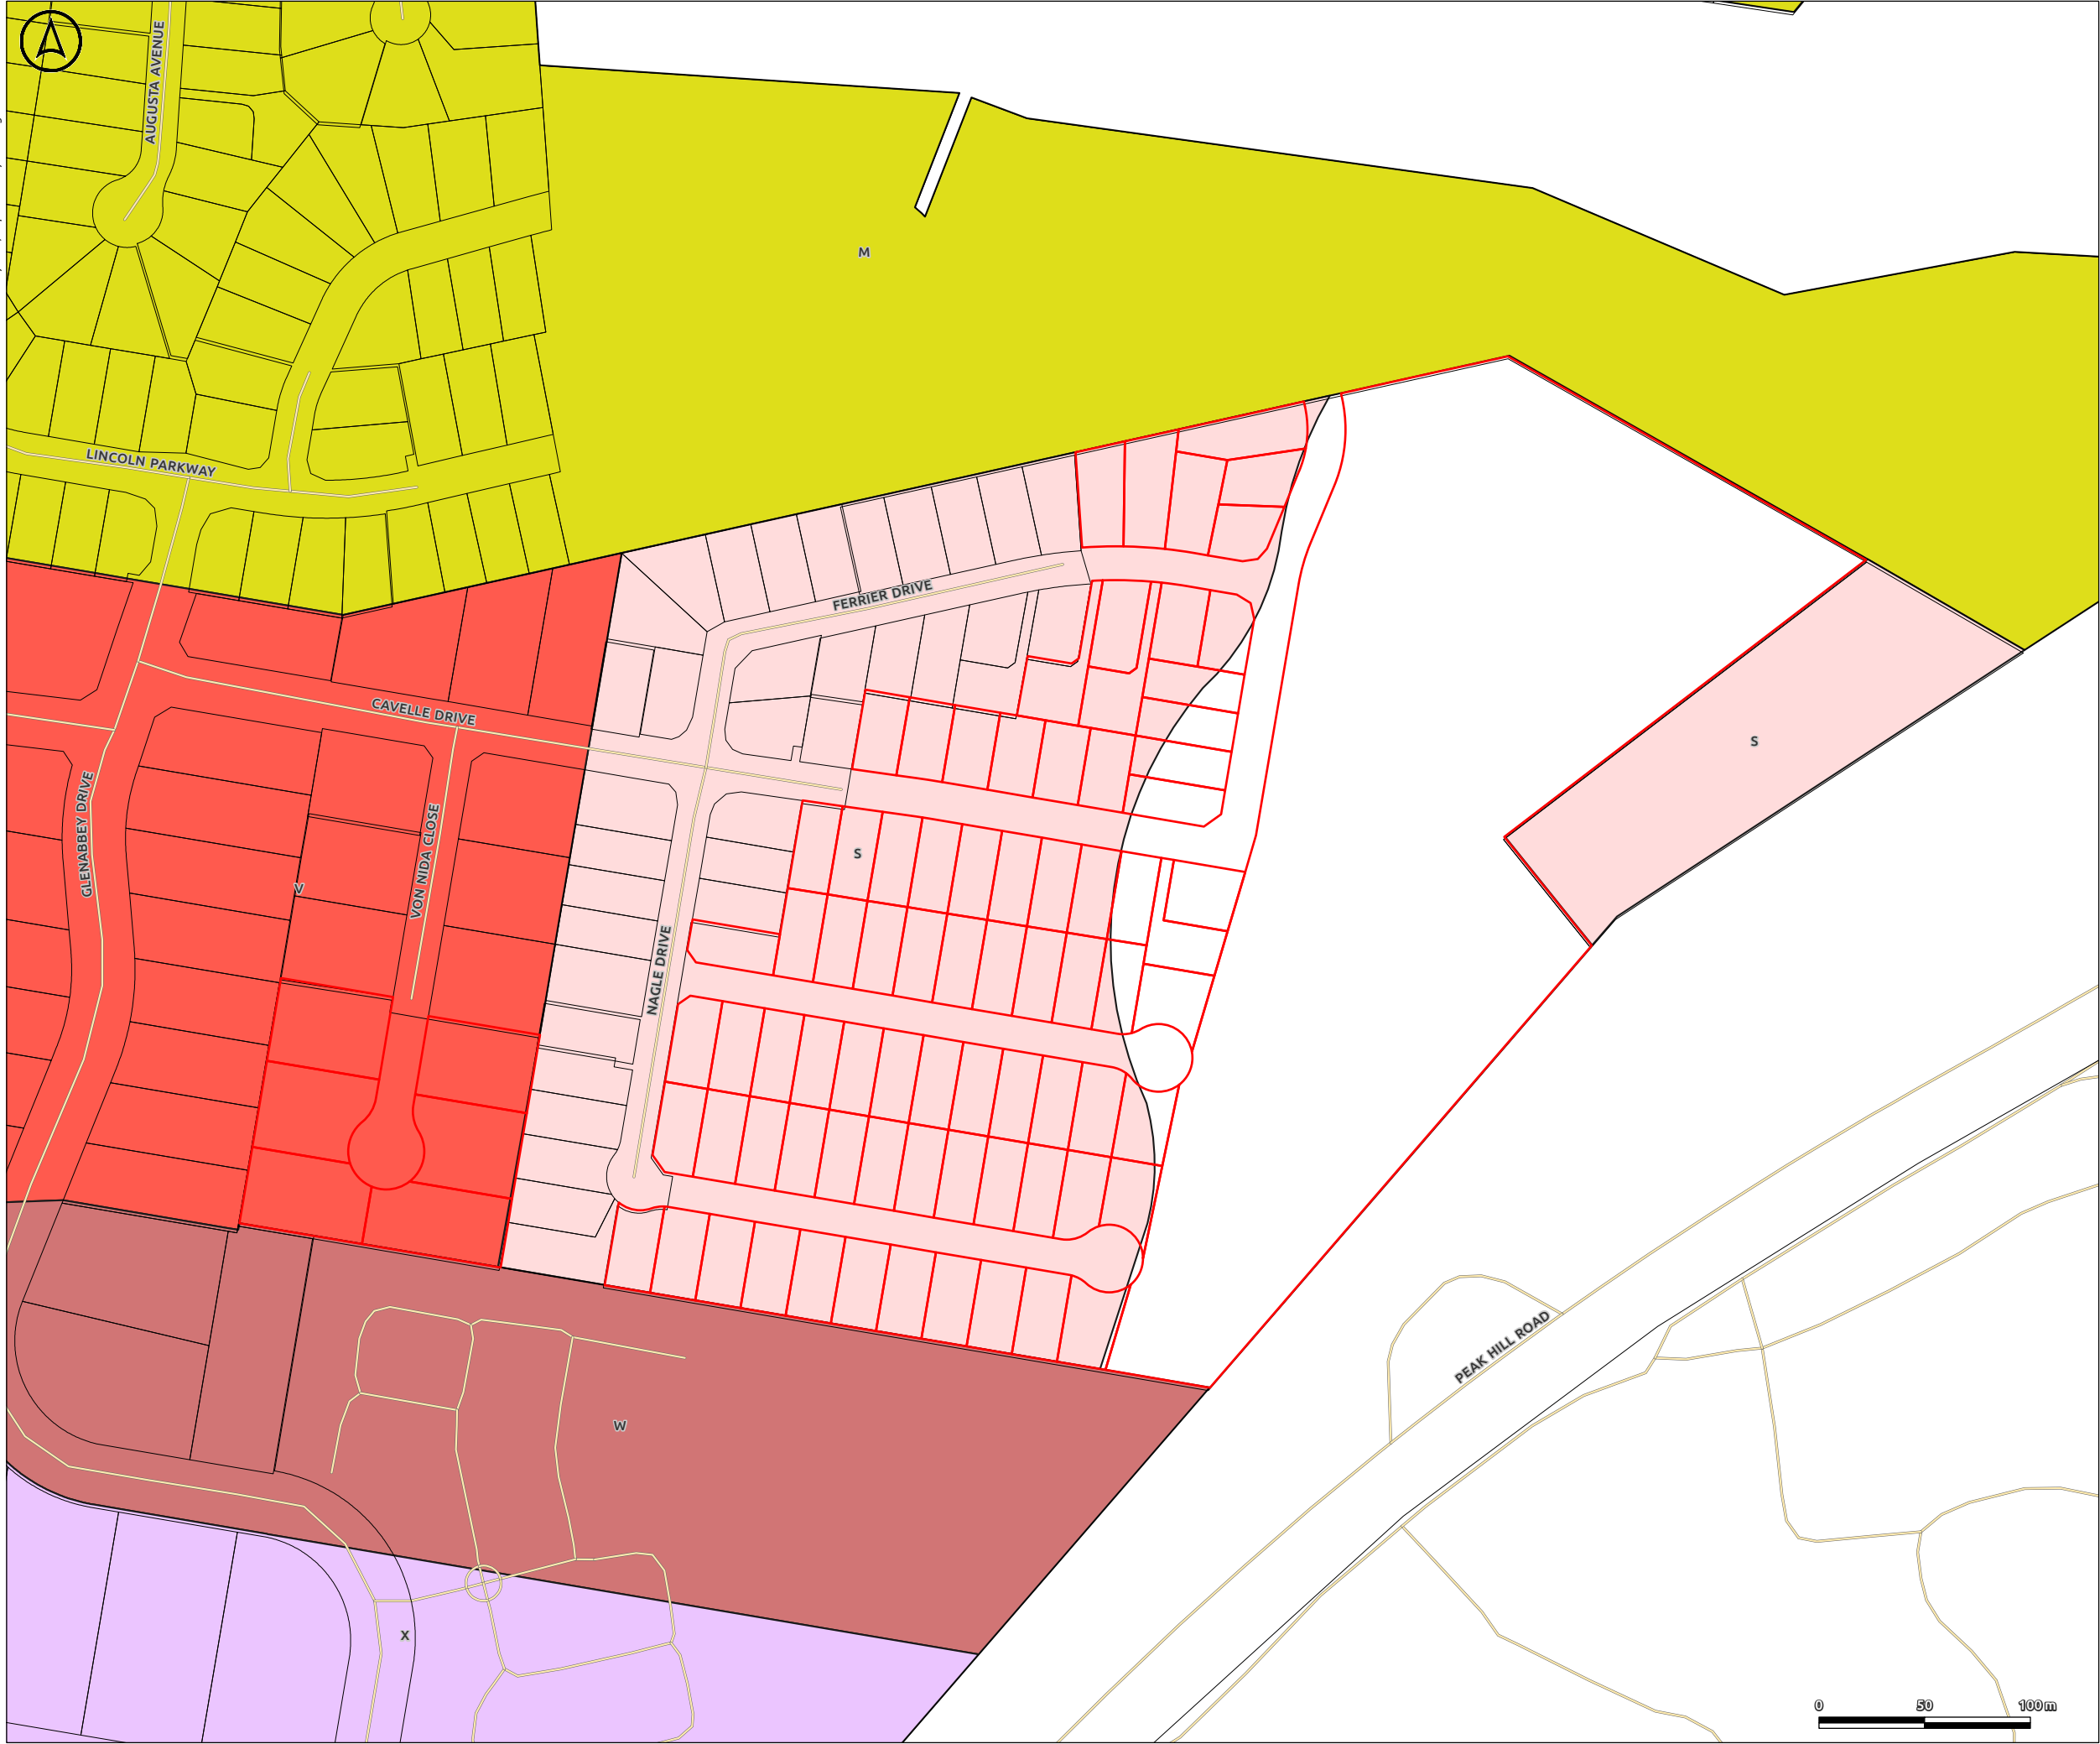 AUGUSTA AVENUE
M
LINCOLN PARKWAY
FERRIER DRIVE
CAVELLE DRIVE
S
GLENABBEY DRIVE
VON NIDA CLOSE
S
V
NAGLE DRIVE
PEAK HILL ROAD
W
X
0 50 100 m